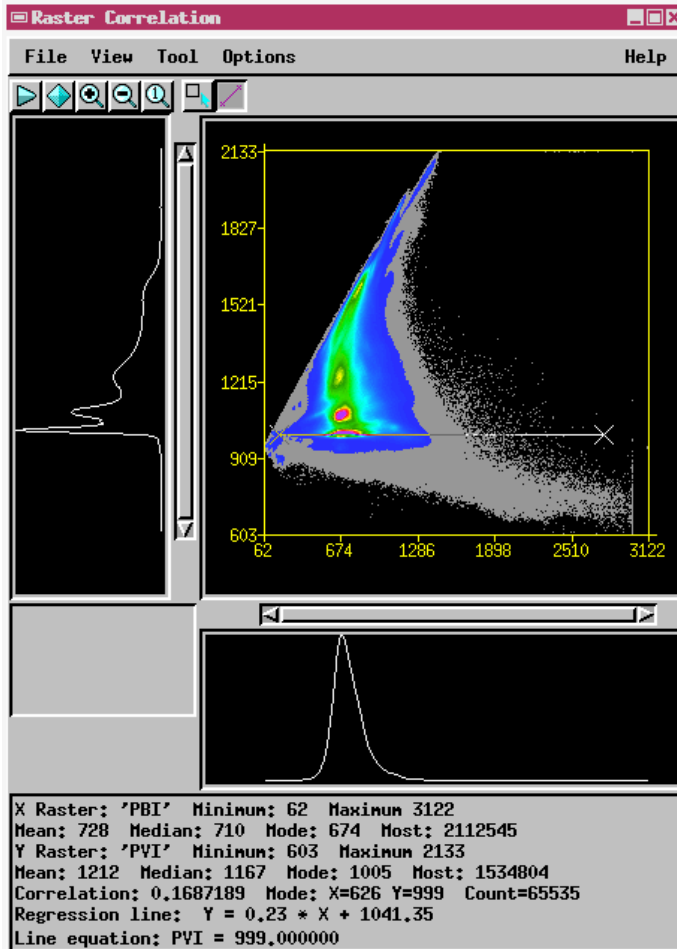 Raster Correlation
File View Tool Options Help
1
2133
1827
1521
1215
909
603
62 674 1286 1898 2510 3122
X Raster: 'PBI' Minimum: 62 Maximum 3122
Mean: 728 Median: 710 Mode: 674 Most: 2112545
Y Raster: 'PVI' Minimum: 603 Maximum 2133
Mean: 1212 Median: 1167 Mode: 1005 Most: 1534804
Correlation: 0.1687189 Mode: X=626 Y=999 Count=65535
Regression line: Y = 0.23 * X + 1041.35
Line equation: PVI = 999.000000